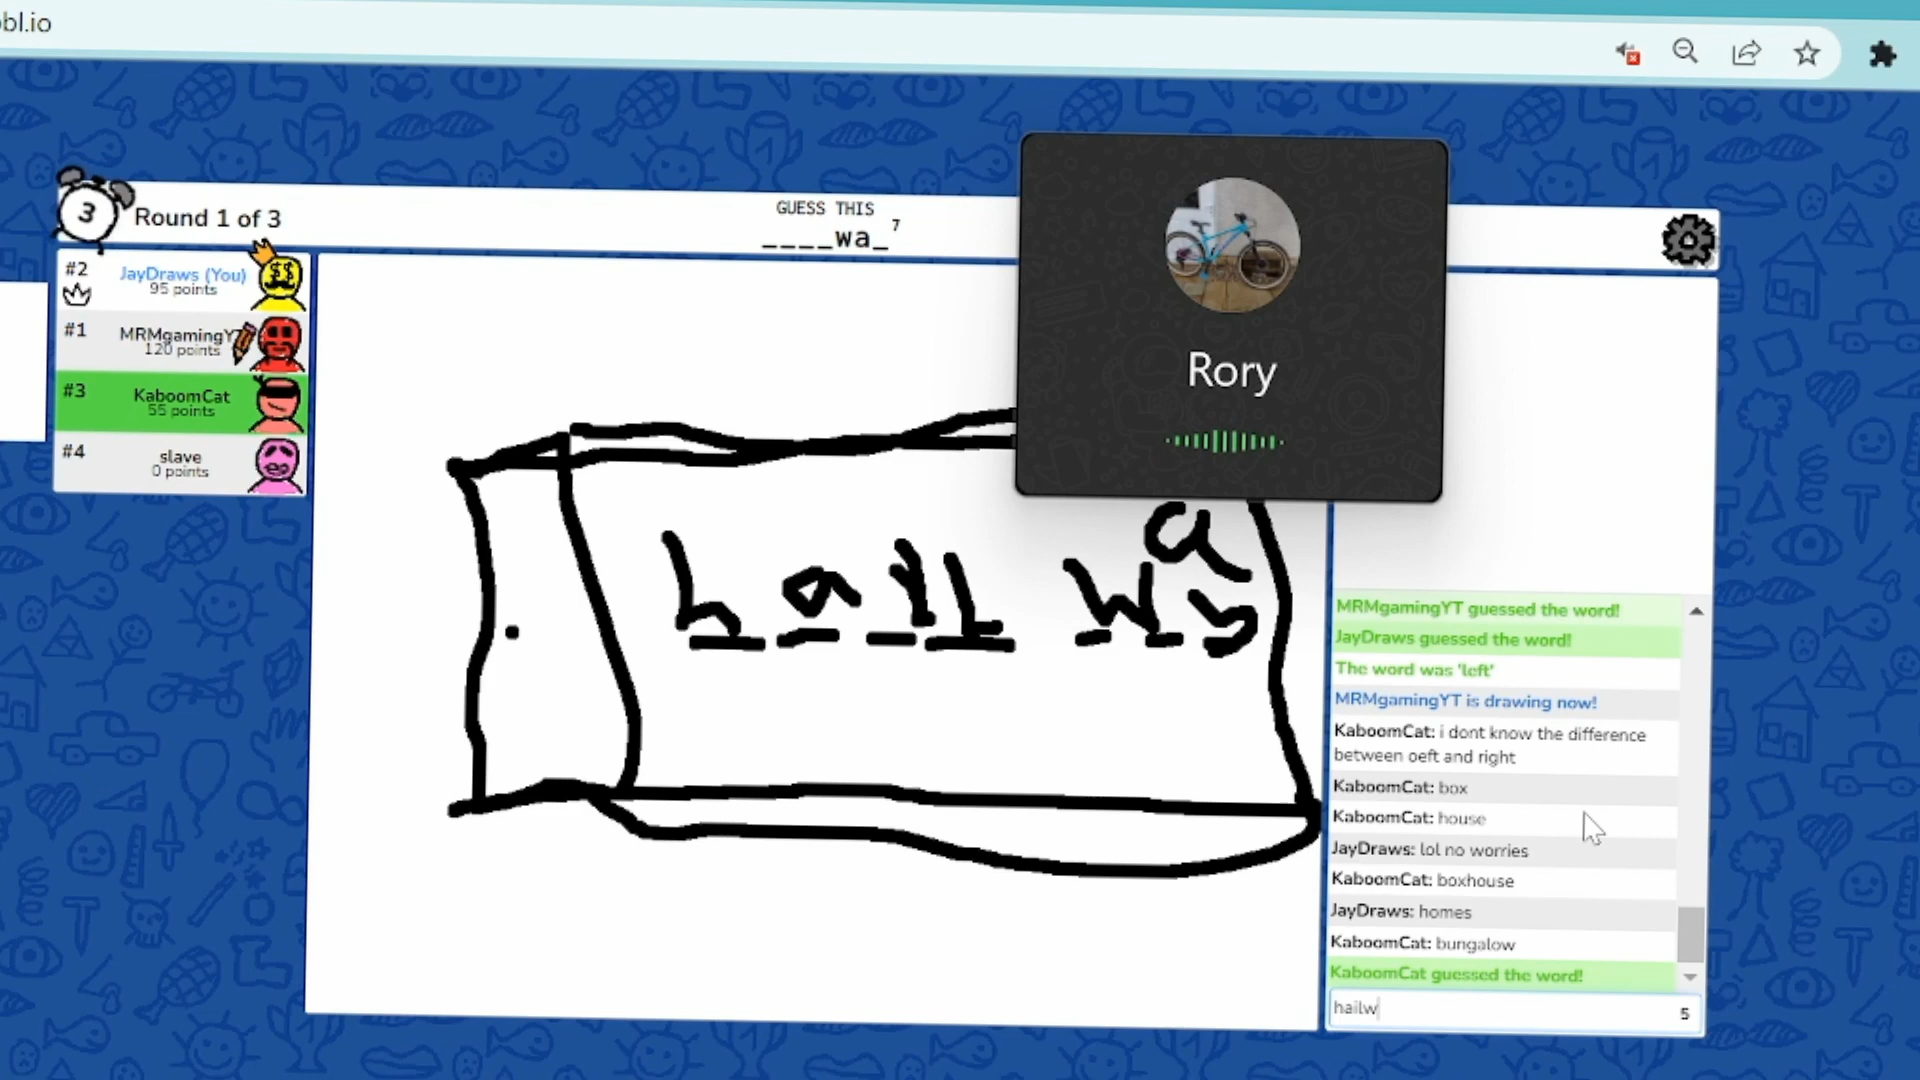 bl.io
3
Round 1 of 3
GUESS THIS
____wa_ 7
#2
JayDraws (You)
95 points
#1
MRMgamingYT
120 points
#3
KaboomCat
55 points
#4
slave
0 points
Rory
MRMgamingYT guessed the word!
JayDraws guessed the word!
The word was 'left'
MRMgamingYT is drawing now!
KaboomCat: i dont know the difference
between oeft and right
KaboomCat: box
KaboomCat: house
JayDraws: lol no worries
KaboomCat: boxhouse
JayDraws: homes
KaboomCat: bungalow
KaboomCat guessed the word!
hailw
5